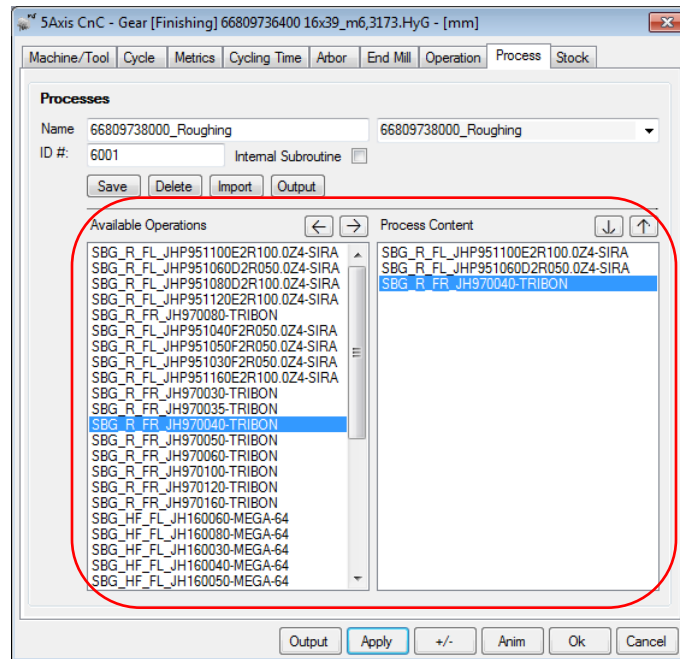 5Axis CnC - Gear [Finishing] 66809736400 16x39_m6,3173.HyG - [mm]
Machine/Tool Cycle Metrics Cycling Time Arbor End Mill Operation Process Stock
Processes
Name 66809738000_Roughing 66809738000_Roughing
ID #: 6001 Internal Subroutine
Save Delete Import Output
Available Operations ← → Process Content ↓ ↑
SBG_R_FL_JHP951100E2R100.0Z4-SIRA
SBG_R_FL_JHP951060D2R050.0Z4-SIRA
SBG_R_FL_JHP951080D2R100.0Z4-SIRA
SBG_R_FL_JHP951120E2R100.0Z4-SIRA
SBG_R_FR_JH970080-TRIBON
SBG_R_FL_JHP951040F2R050.0Z4-SIRA
SBG_R_FL_JHP951050F2R050.0Z4-SIRA
SBG_R_FL_JHP951030F2R050.0Z4-SIRA
SBG_R_FL_JHP951160E2R100.0Z4-SIRA
SBG_R_FR_JH970030-TRIBON
SBG_R_FR_JH970035-TRIBON
SBG_R_FR_JH970040-TRIBON
SBG_R_FR_JH970050-TRIBON
SBG_R_FR_JH970060-TRIBON
SBG_R_FR_JH970100-TRIBON
SBG_R_FR_JH970120-TRIBON
SBG_R_FR_JH970160-TRIBON
SBG_HF_FL_JH160060-MEGA-64
SBG_HF_FL_JH160080-MEGA-64
SBG_HF_FL_JH160030-MEGA-64
SBG_HF_FL_JH160040-MEGA-64
SBG_HF_FL_JH160050-MEGA-64
SBG_R_FL_JHP951100E2R100.0Z4-SIRA
SBG_R_FL_JHP951060D2R050.0Z4-SIRA
SBG_R_FR_JH970040-TRIBON
Output Apply +/- Anim Ok Cancel